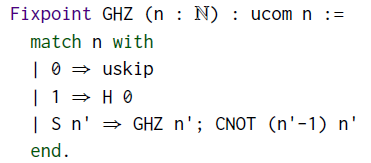 Fixpoint GHZ (n : ℕ) : ucom n :=
match n with
| 0 ⇒ uskip
| 1 ⇒ H 0
| S n' ⇒ GHZ n'; CNOT (n'-1) n'
end.